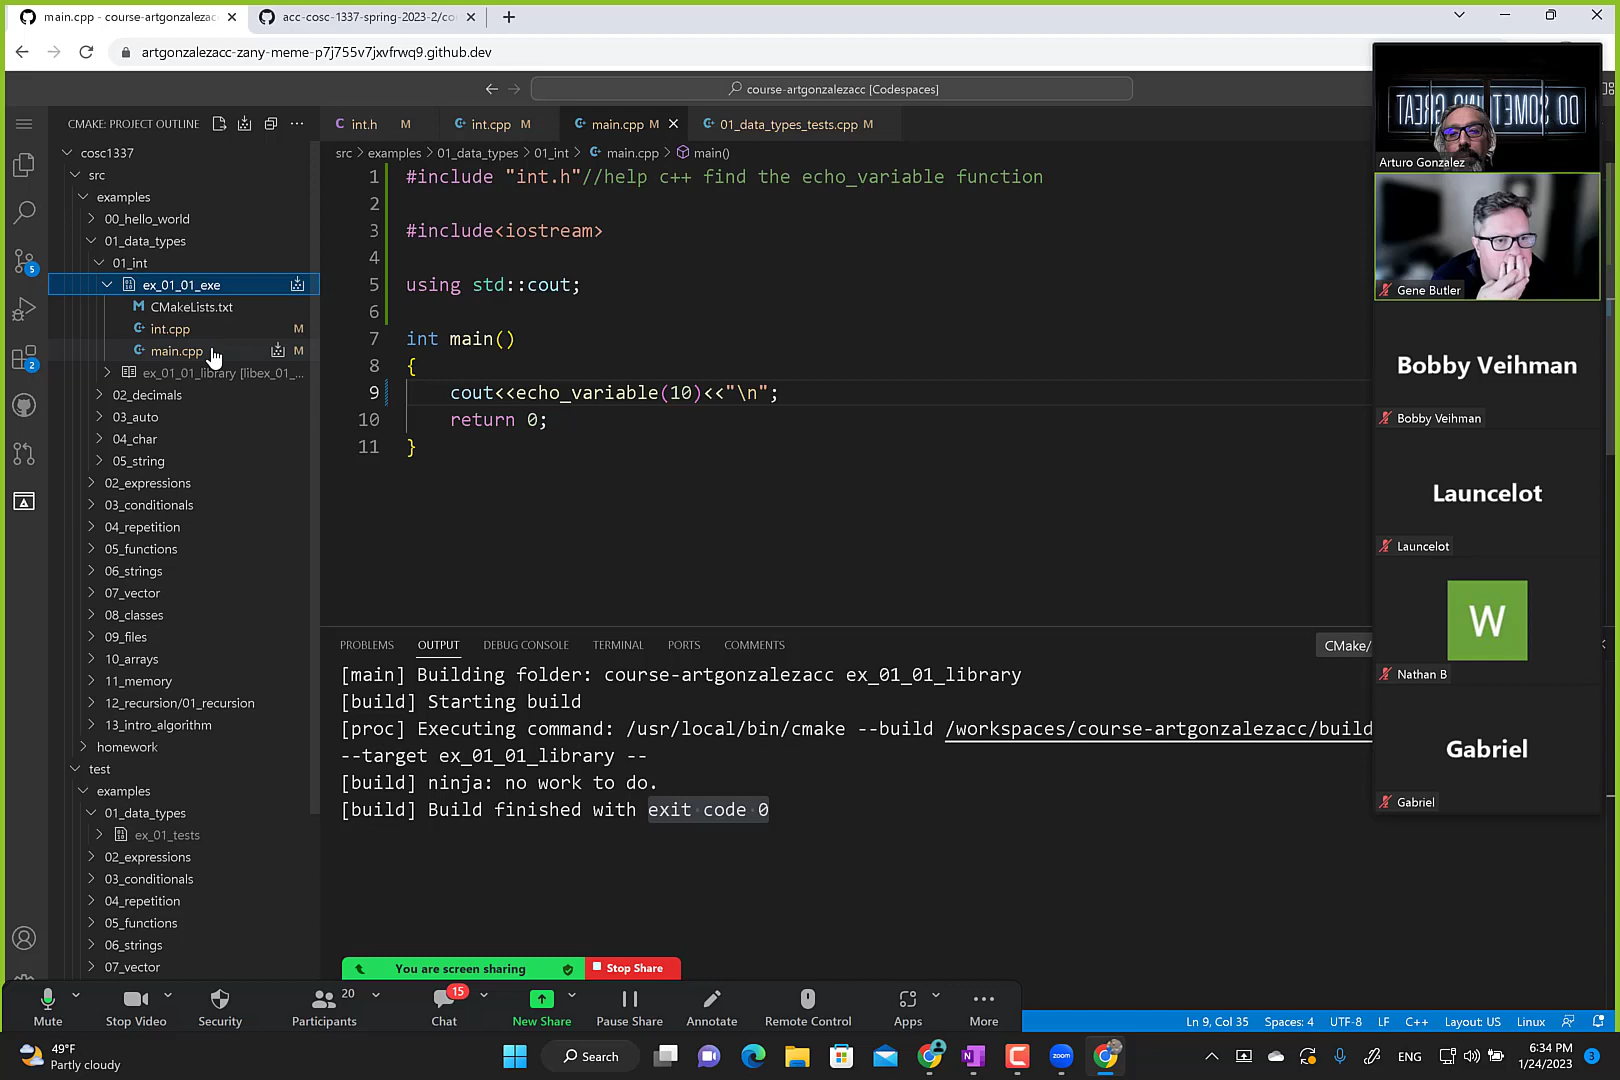 main.cpp - course-artgonzalezac
acc-cosc-1337-spring-2023-2/co
artgonzalezacc-zany-meme-p7j755v7jxvfrwq9.github.dev
course-artgonzalezacc [Codespaces]
CMAKE: PROJECT OUTLINE
int.h M
int.cpp M
main.cpp M
01_data_types_tests.cpp M
src > examples > 01_data_types > 01_int > main.cpp > main()
cosc1337
src
examples
00_hello_world
01_data_types
01_int
ex_01_01_exe
CMakeLists.txt
int.cpp M
main.cpp M
ex_01_01_library [libex_01_...
02_decimals
03_auto
04_char
05_string
02_expressions
03_conditionals
04_repetition
05_functions
06_strings
07_vector
08_classes
09_files
10_arrays
11_memory
12_recursion/01_recursion
13_intro_algorithm
homework
test
examples
01_data_types
ex_01_tests
02_expressions
03_conditionals
04_repetition
05_functions
06_strings
07_vector
5
2
1 #include "int.h"//help c++ find the echo_variable function
2
3 #include<iostream>
4
5 using std::cout;
6
7 int main()
8 {
9 cout<<echo_variable(10)<<"\n";
10 return 0;
11 }
PROBLEMS OUTPUT DEBUG CONSOLE TERMINAL PORTS COMMENTS
CMake/
[main] Building folder: course-artgonzalezacc ex_01_01_library
[build] Starting build
[proc] Executing command: /usr/local/bin/cmake --build /workspaces/course-artgonzalezacc/build
--target ex_01_01_library --
[build] ninja: no work to do.
[build] Build finished with exit code 0
DO SOMETHING GREAT
Arturo Gonzalez
Gene Butler
Bobby Veihman
Bobby Veihman
Launcelot
Launcelot
W
Nathan B
Gabriel
Gabriel
You are screen sharing
Stop Share
Mute
Stop Video
Security
20
Participants
15
Chat
New Share
Pause Share
Annotate
Remote Control
Apps
More
Ln 9, Col 35 Spaces: 4 UTF-8 LF C++ Layout: US Linux
49°F
Partly cloudy
Search
zoom
ENG
6:34 PM
1/24/2023
3